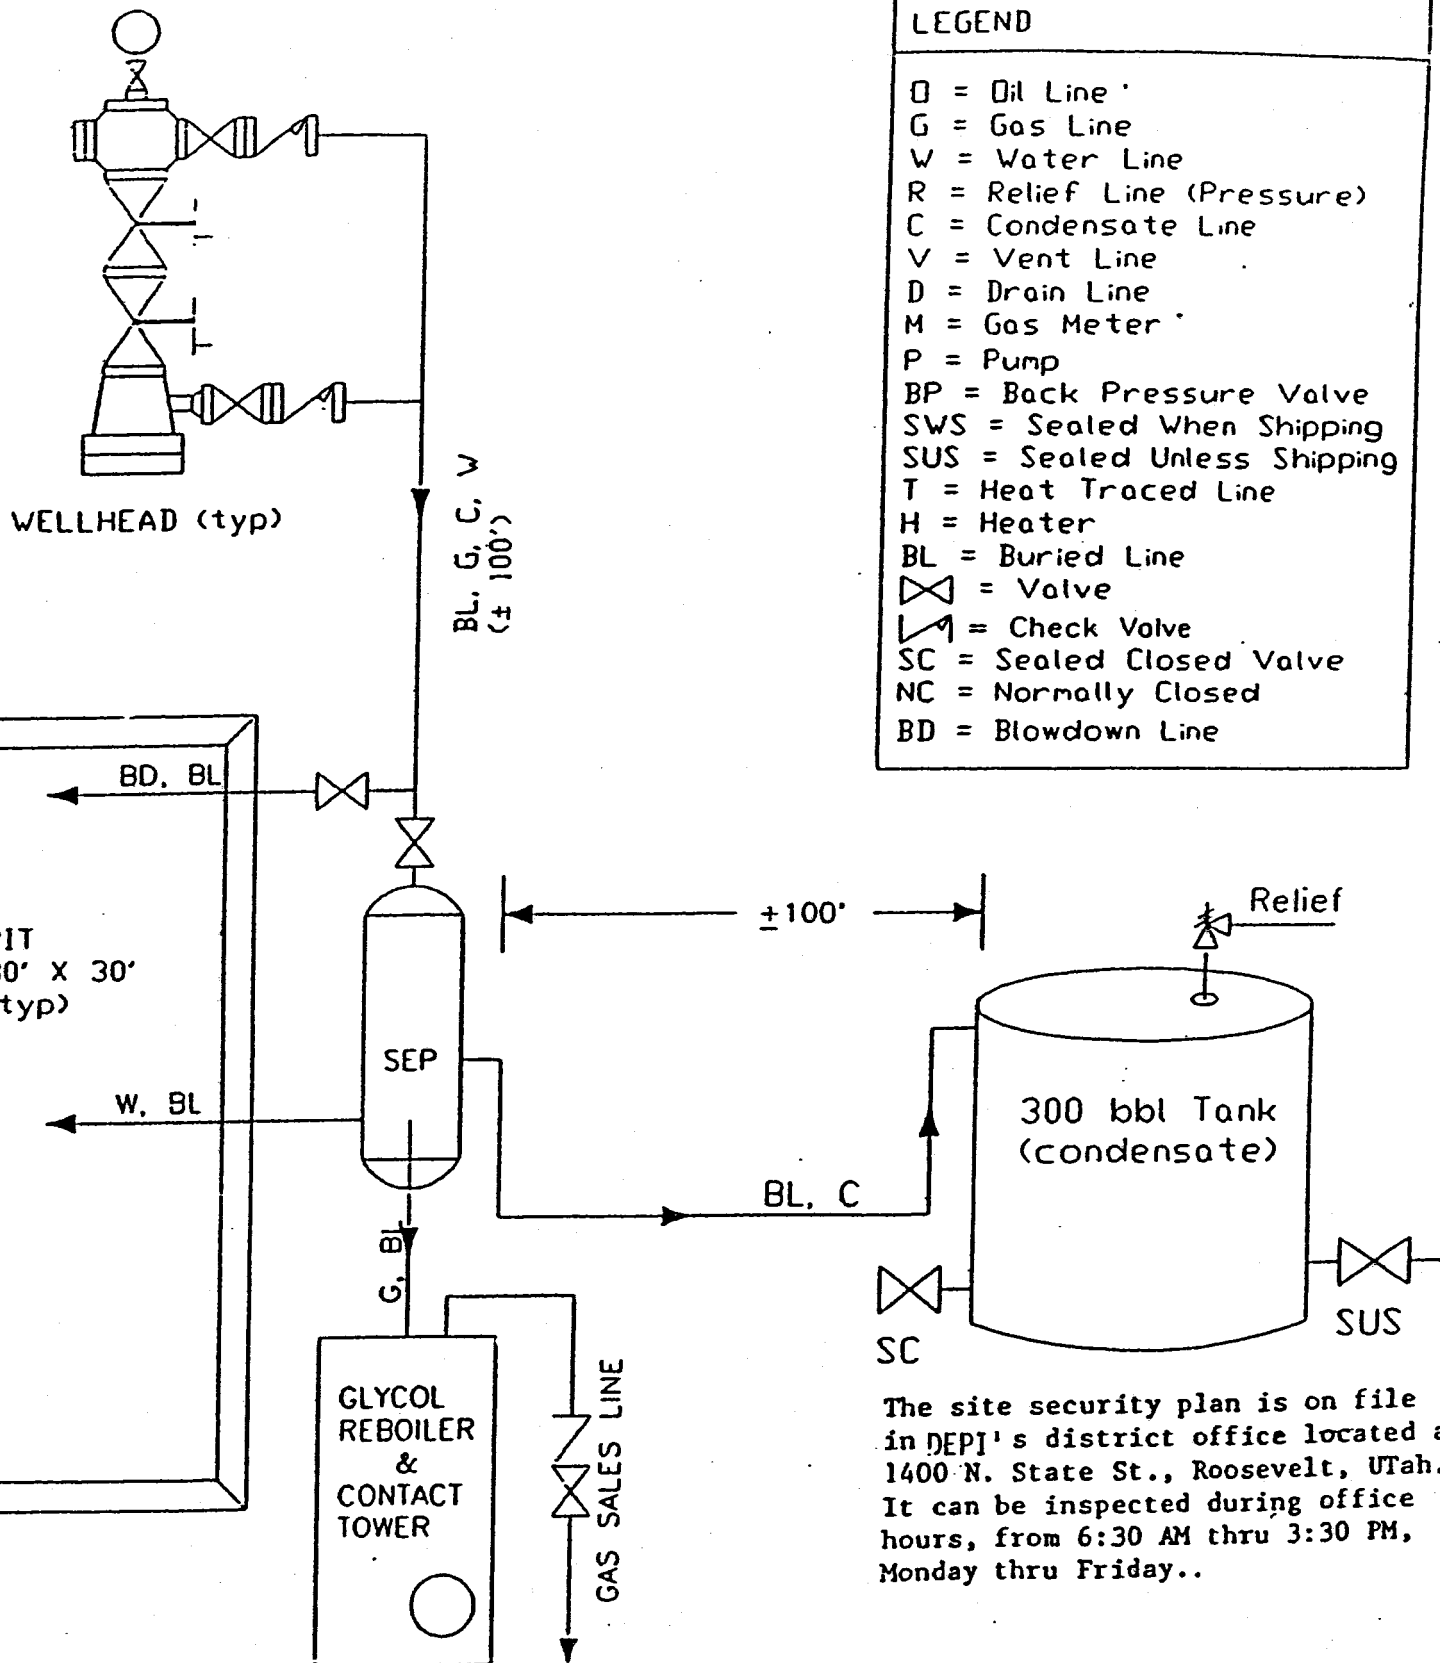 LEGEND
O = Oil Line
G = Gas Line
W = Water Line
R = Relief Line (Pressure)
C = Condensate Line
V = Vent Line
D = Drain Line
M = Gas Meter
P = Pump
BP = Back Pressure Valve
SWS = Sealed When Shipping
SUS = Sealed Unless Shipping
T = Heat Traced Line
H = Heater
BL = Buried Line
= Valve
= Check Valve
SC = Sealed Closed Valve
NC = Normally Closed
BD = Blowdown Line
WELLHEAD (typ)
BL, G, C, W
(± 100')
BD, BL
X 30'
typ)
W, BL
SEP
±100'
Relief
300 bbl Tank
(condensate)
BL, C
G, BL
SC
SUS
GLYCOL
REBOILER
&
CONTACT
TOWER
GAS SALES LINE
The site security plan is on file
in DEPI's district office located
1400 N. State St., Roosevelt, UTah.
It can be inspected during office
hours, from 6:30 AM thru 3:30 PM,
Monday thru Friday..